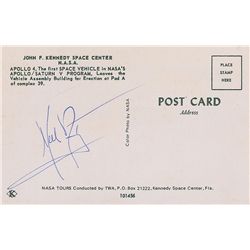 JOHN F. KENNEDY SPACE CENTER
N.A.S.A.
APOLLO 4, The first SPACE VEHICLE in NASA'S
APOLLO/SATURN V PROGRAM, Leaves the
Vehicle Assembly Building for Erection at Pad A
of complex 39.
PLACE
STAMP
HERE
POST CARD
Address
Color Photo by NASA
NASA TOURS Conducted by TWA, P.O. Box 21222, Kennedy Space Center, Fla.
K
101456